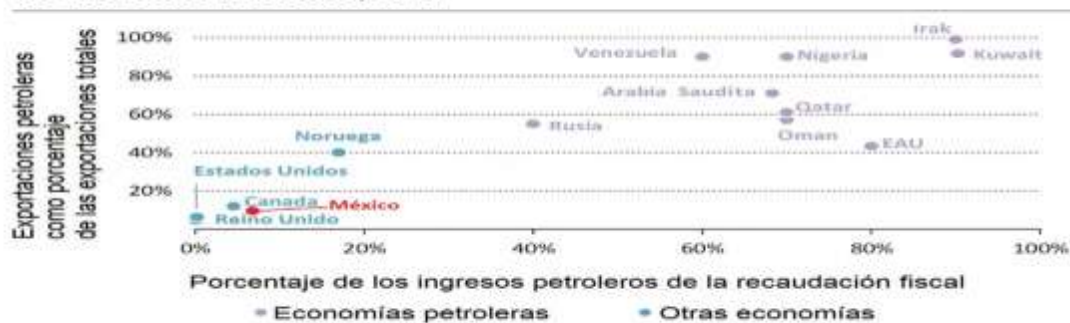 100%
80%
60%
40%
20%
Exportaciones petroleras
como porcentaje
de las exportaciones totales
Irak
Venezuela
Nigeria
Kuwait
Arabia Saudita
Qatar
Rusia
Oman
Noruega
EAU
Estados Unidos
Canada
México
Reino Unido
0%
20%
40%
60%
80%
100%
Porcentaje de los ingresos petroleros de la recaudación fiscal
Economías petroleras
Otras economías